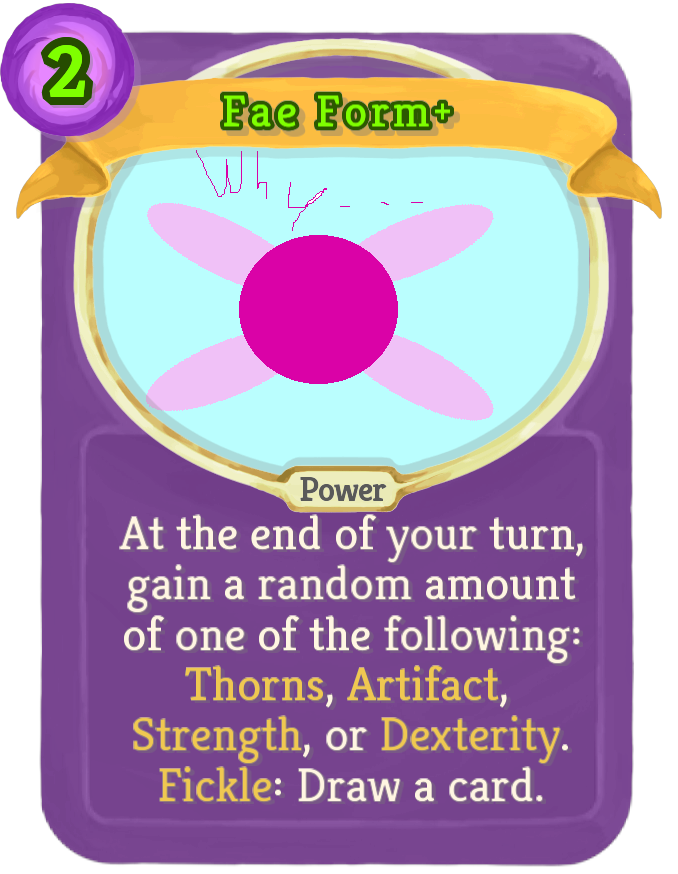 2
Fae Form+
Why - - - -
Power
At the end of your turn,
gain a random amount
of one of the following:
Thorns, Artifact,
Strength, or Dexterity.
Fickle: Draw a card.